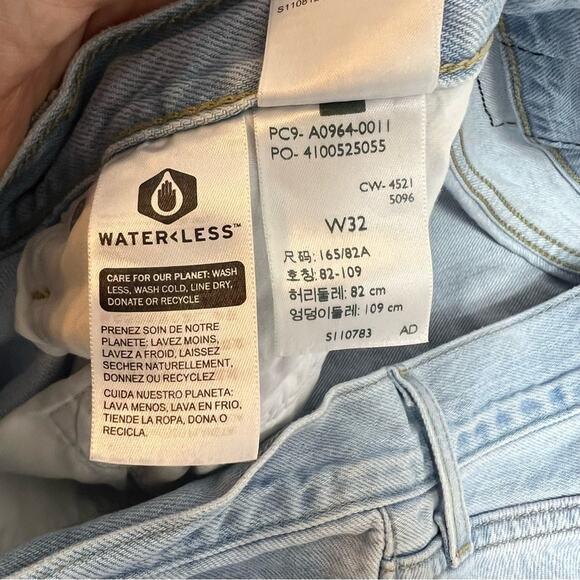 PC9- A0964-0011
PO- 4100525055
CW- 4521
5096
W32
尺码: 165/82A
호칭: 82-109
허리둘레: 82 cm
엉덩이둘레: 109 cm
S110783 AD
WATER<LESS™
CARE FOR OUR PLANET: WASH
LESS, WASH COLD, LINE DRY,
DONATE OR RECYCLE
PRENEZ SOIN DE NOTRE
PLANETE: LAVEZ MOINS,
LAVEZ A FROID, LAISSEZ
SECHER NATURELLEMENT,
DONNEZ OU RECYCLEZ
CUIDA NUESTRO PLANETA:
LAVA MENOS, LAVA EN FRIO,
TIENDE LA ROPA, DONA O
RECICLA.